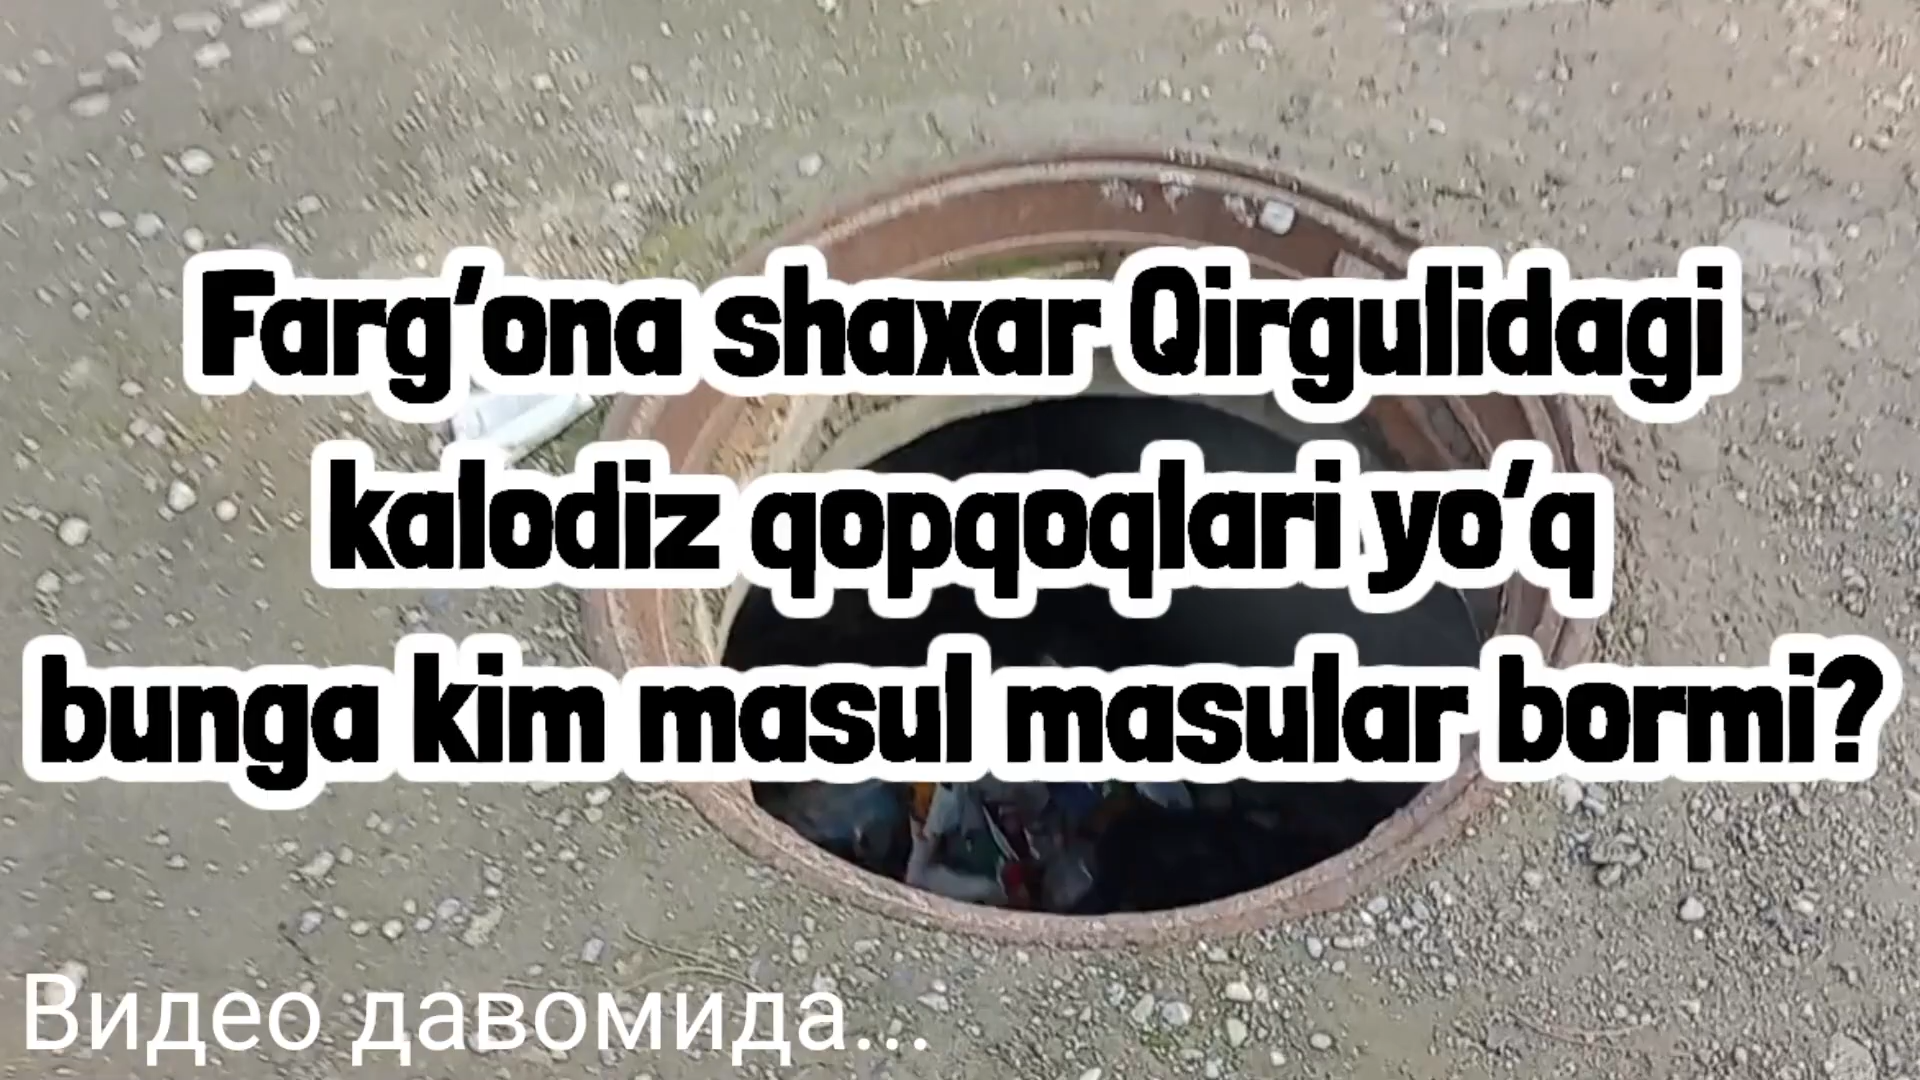 Farg'ona shaxar Qirgulidagi
kalodiz qopqoqlari yo'q
bunga kim masul masular bormi?
Видео давомида...